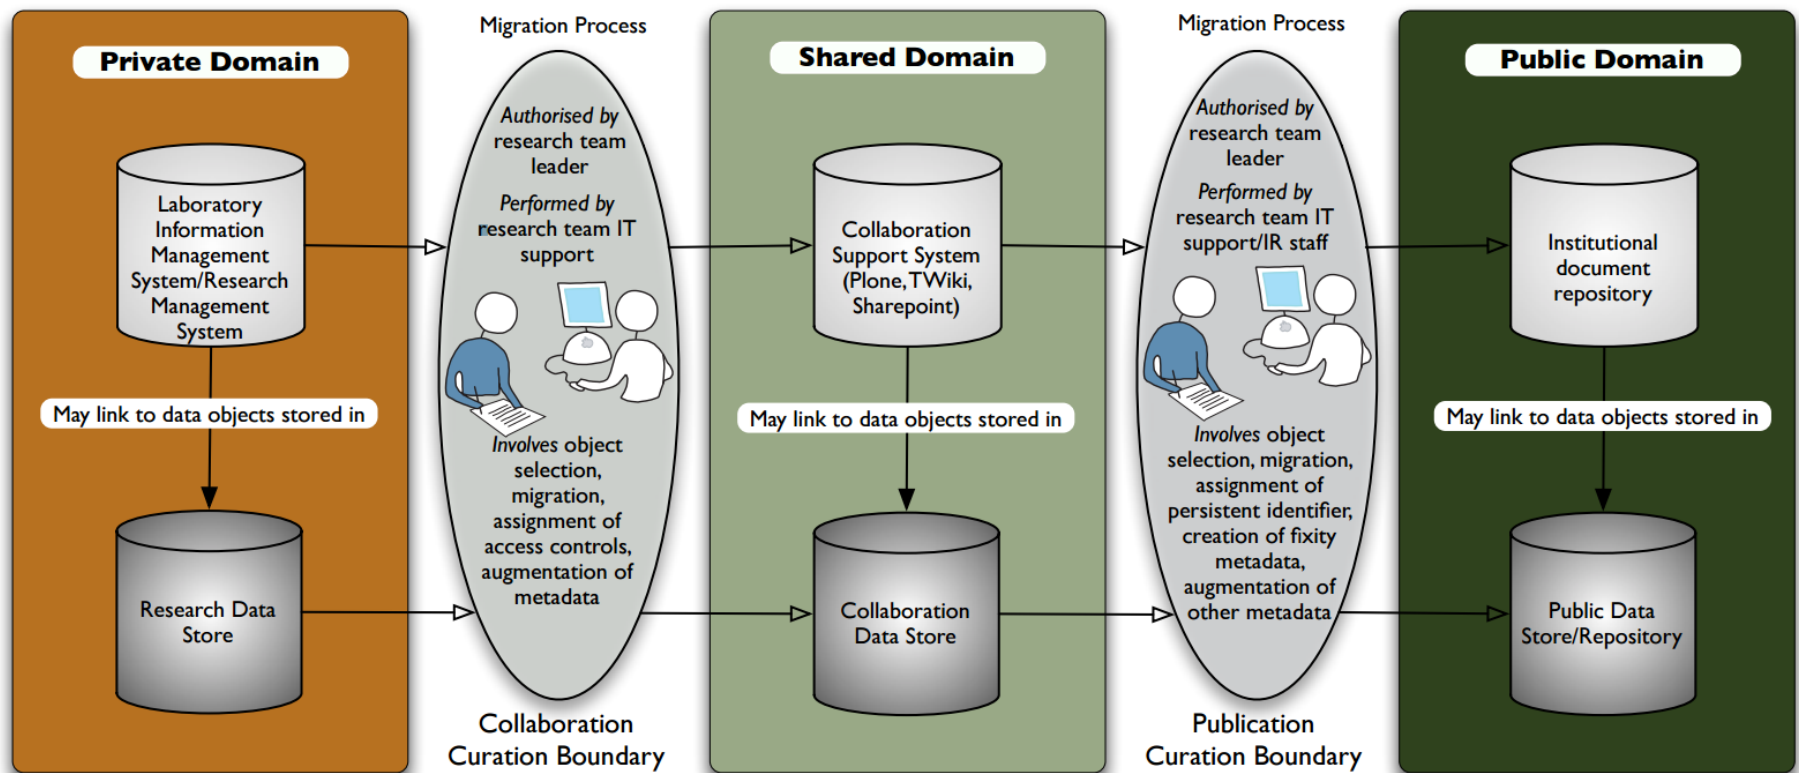 Private Domain
Laboratory
Information
Management
System/Research
Management
System
May link to data objects stored in
Research Data
Store
Migration Process
Authorised by
research team
leader
Performed by
research team IT
support
Involves object
selection,
migration,
assignment of
access controls,
augmentation of
metadata
Collaboration
Curation Boundary
Shared Domain
Collaboration
Support System
(Plone, TWiki,
Sharepoint)
May link to data objects stored in
Collaboration
Data Store
Migration Process
Authorised by
research team
leader
Performed by
research team IT
support/IR staff
Involves object
selection, migration,
assignment of
persistent identifier,
creation of fixity
metadata,
augmentation of
other metadata
Publication
Curation Boundary
Public Domain
Institutional
document
repository
May link to data objects stored in
Public Data
Store/Repository